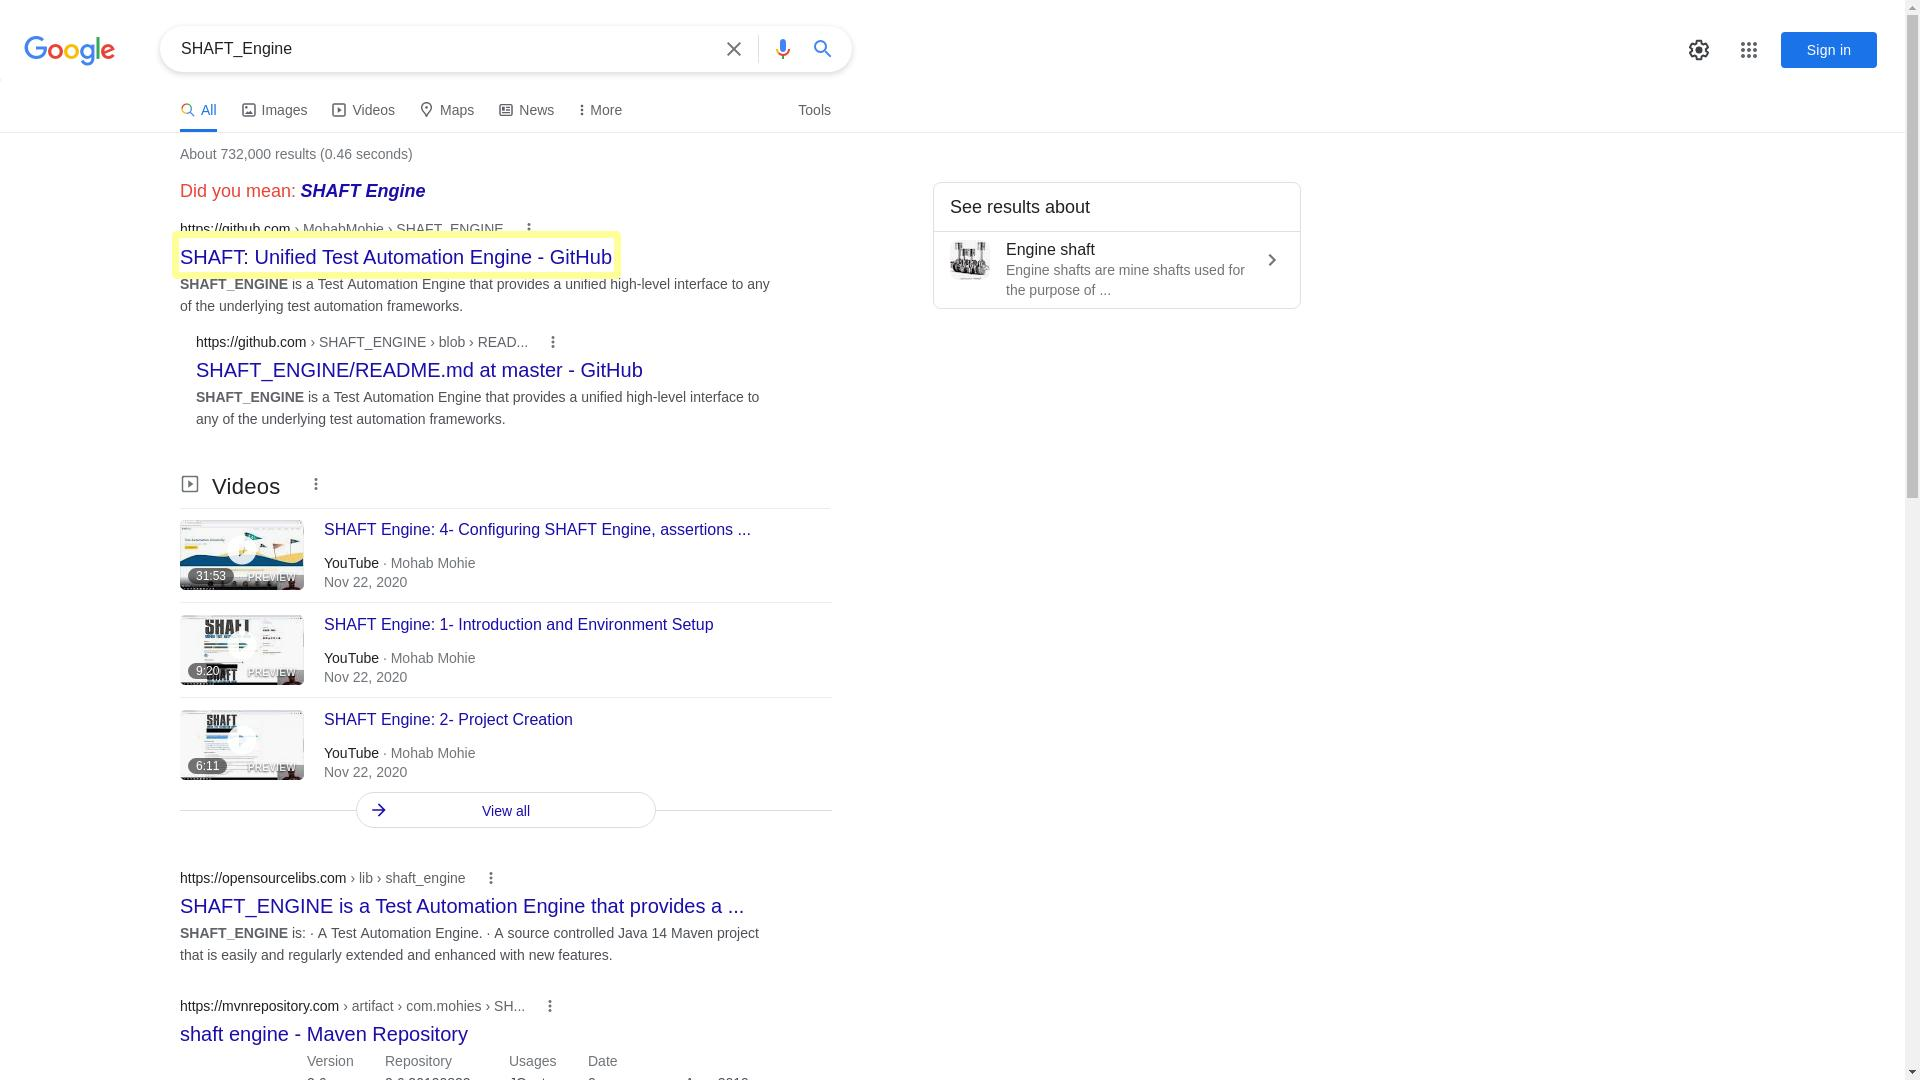 Google
SHAFT_Engine
Sign in
All
Images
Videos
Maps
News
More
Tools
About 732,000 results (0.46 seconds)
Did you mean: SHAFT Engine
https://github.com › MohabMohie › SHAFT_ENGINE
SHAFT: Unified Test Automation Engine - GitHub
SHAFT_ENGINE is a Test Automation Engine that provides a unified high-level interface to any
of the underlying test automation frameworks.
https://github.com › SHAFT_ENGINE › blob › READ...
SHAFT_ENGINE/README.md at master - GitHub
SHAFT_ENGINE is a Test Automation Engine that provides a unified high-level interface to
any of the underlying test automation frameworks.
Videos
31:53
PREVIEW
SHAFT Engine: 4- Configuring SHAFT Engine, assertions ...
YouTube · Mohab Mohie
Nov 22, 2020
SHAFT
9:20
PREVIEW
SHAFT Engine: 1- Introduction and Environment Setup
YouTube · Mohab Mohie
Nov 22, 2020
SHAFT
6:11
PREVIEW
SHAFT Engine: 2- Project Creation
YouTube · Mohab Mohie
Nov 22, 2020
View all
https://opensourcelibs.com › lib › shaft_engine
SHAFT_ENGINE is a Test Automation Engine that provides a ...
SHAFT_ENGINE is: · A Test Automation Engine. · A source controlled Java 14 Maven project
that is easily and regularly extended and enhanced with new features.
https://mvnrepository.com › artifact › com.mohies › SH...
shaft engine - Maven Repository
Version Repository Usages Date
See results about
Engine shaft
Engine shafts are mine shafts used for
the purpose of ...